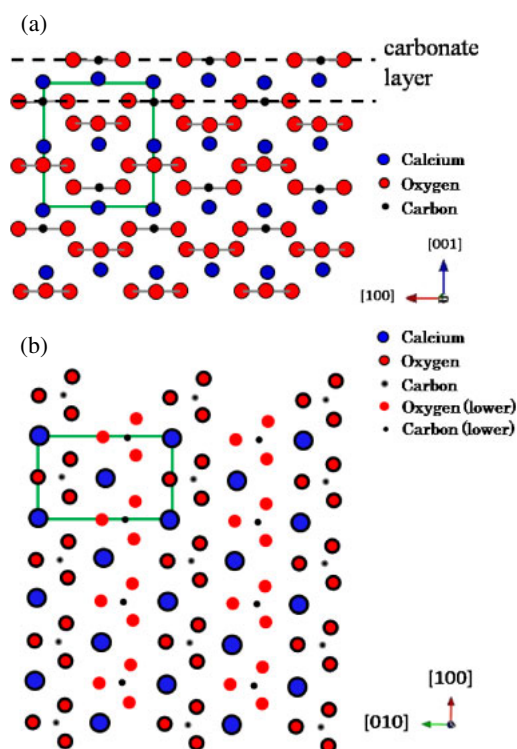 (a)
carbonate
layer
Calcium
Oxygen
Carbon
[001]
[100]
(b)
Calcium
Oxygen
Carbon
Oxygen (lower)
Carbon (lower)
[100]
[010]